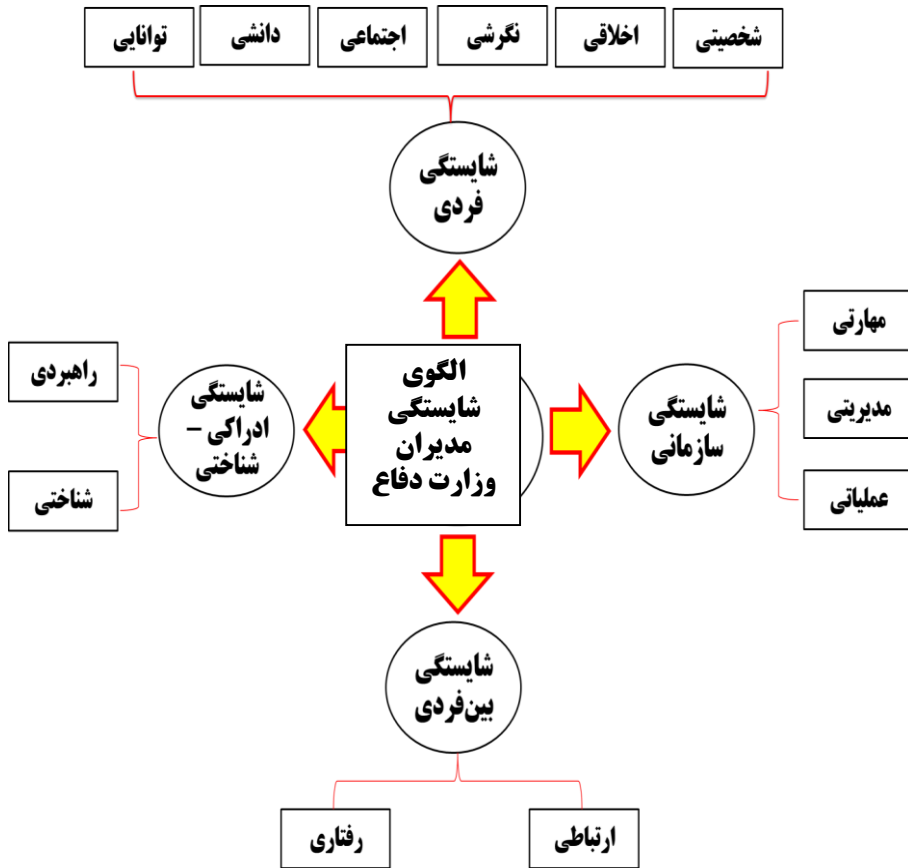 شخصیتی
اخلاقی
نگرشی
اجتماعی
دانشی
توانایی
شایستگی
فردی
مهارتی
مدیریتی
عملیاتی
شایستگی
سازمانی
الگوی
شایستگی
مدیران
وزارت دفاع
شایستگی
ادراکی –
شناختی
راهبردی
شناختی
شایستگی
بین‌فردی
ارتباطی
رفتاری